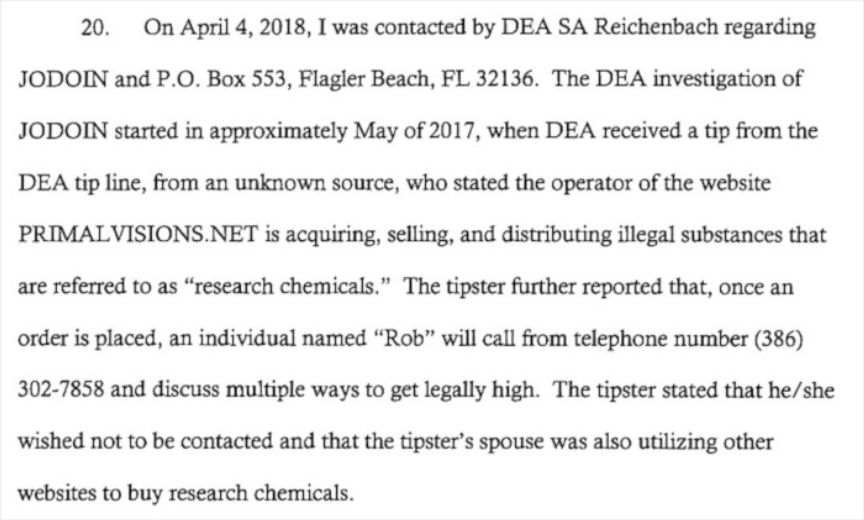 20. On April 4, 2018, I was contacted by DEA SA Reichenbach regarding
JODOIN and P.O. Box 553, Flagler Beach, FL 32136. The DEA investigation of
JODOIN started in approximately May of 2017, when DEA received a tip from the
DEA tip line, from an unknown source, who stated the operator of the website
PRIMALVISIONS.NET is acquiring, selling, and distributing illegal substances that
are referred to as “research chemicals.” The tipster further reported that, once an
order is placed, an individual named “Rob” will call from telephone number (386)
302-7858 and discuss multiple ways to get legally high. The tipster stated that he/she
wished not to be contacted and that the tipster’s spouse was also utilizing other
websites to buy research chemicals.